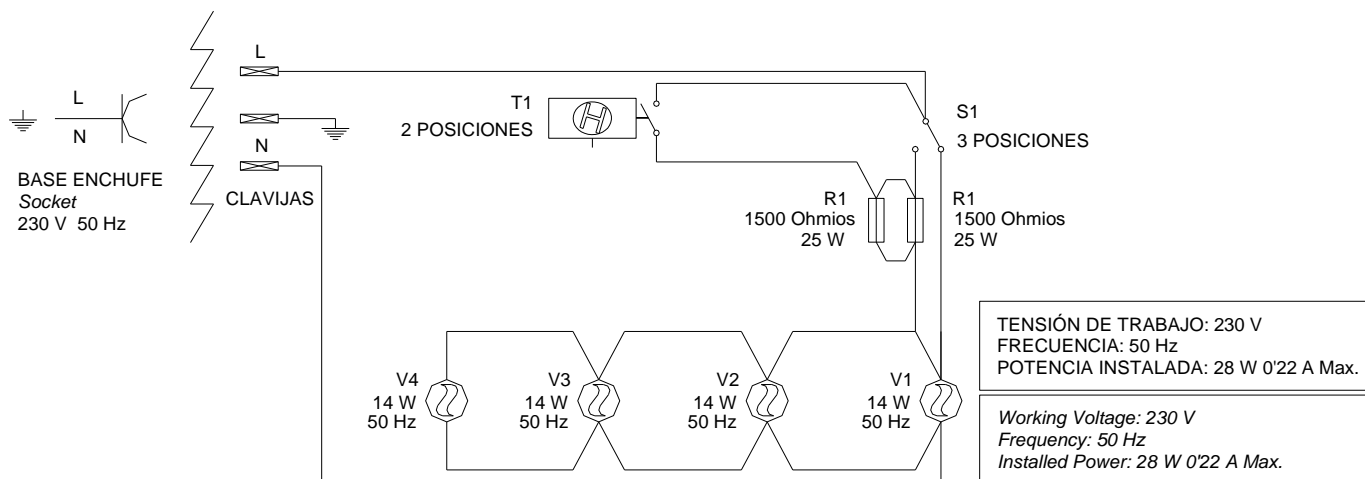 L
N
BASE ENCHUFE
Socket
230 V 50 Hz
L
N
CLAVIJAS
T1
2 POSICIONES
S1
3 POSICIONES
R1
1500 Ohmios
25 W
R1
1500 Ohmios
25 W
V4
14 W
50 Hz
V3
14 W
50 Hz
V2
14 W
50 Hz
V1
14 W
50 Hz
TENSIÓN DE TRABAJO: 230 V
FRECUENCIA: 50 Hz
POTENCIA INSTALADA: 28 W 0'22 A Max.
Working Voltage: 230 V
Frequency: 50 Hz
Installed Power: 28 W 0'22 A Max.